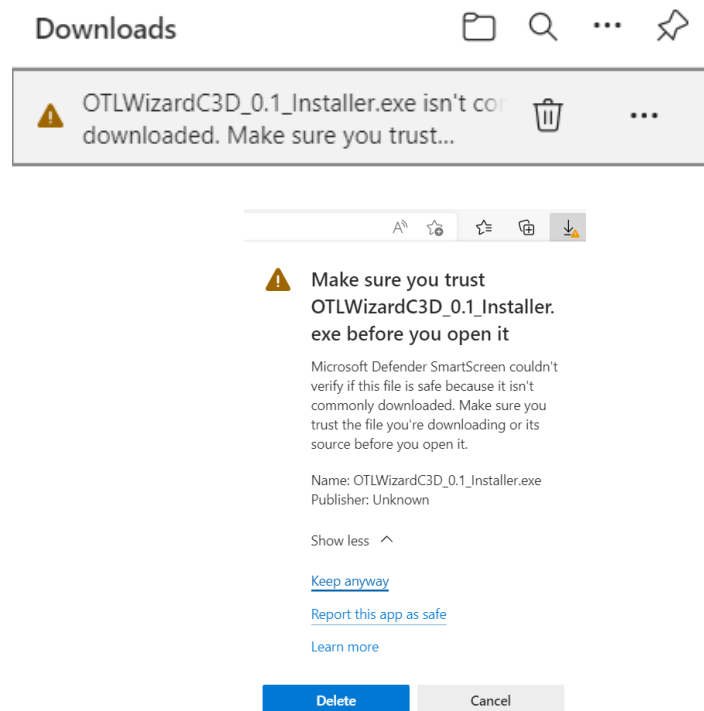 Downloads
OTLWizardC3D_0.1_Installer.exe isn't co
downloaded. Make sure you trust...
Make sure you trust
OTLWizardC3D_0.1_Installer.
exe before you open it
Microsoft Defender SmartScreen couldn't
verify if this file is safe because it isn't
commonly downloaded. Make sure you
trust the file you're downloading or its
source before you open it.
Name: OTLWizardC3D_0.1_Installer.exe
Publisher: Unknown
Show less
Keep anyway
Report this app as safe
Learn more
Delete
Cancel